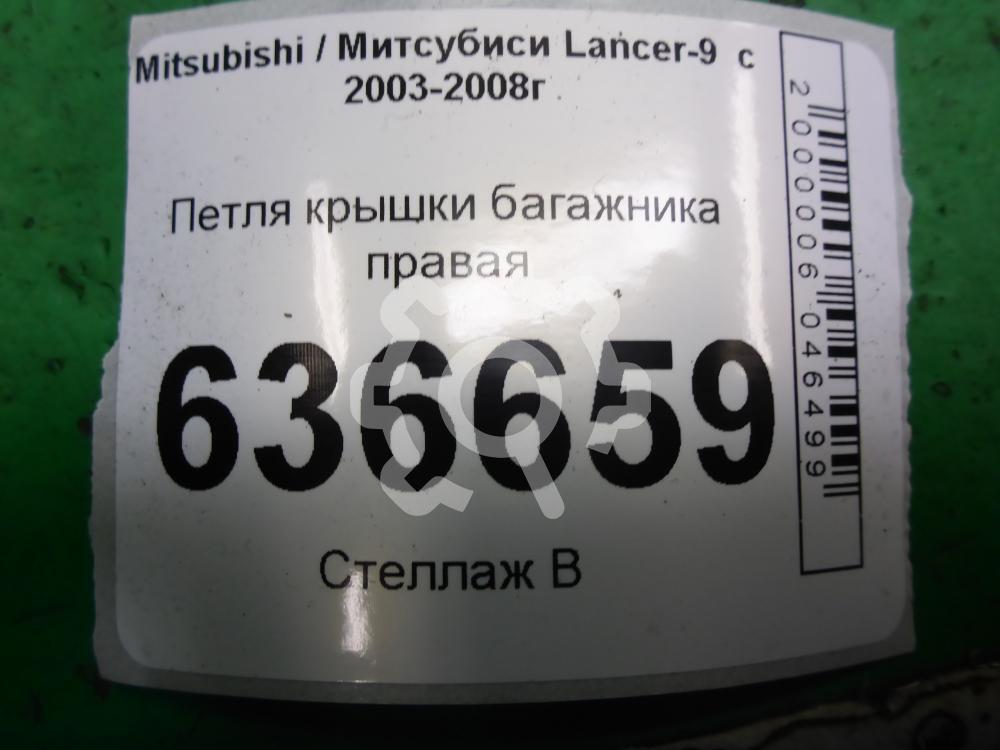 Mitsubishi / Митсубиси Lancer-9 с
2003-2008г
Петля крышки багажника
правая
636659
Стеллаж В
2000006046499